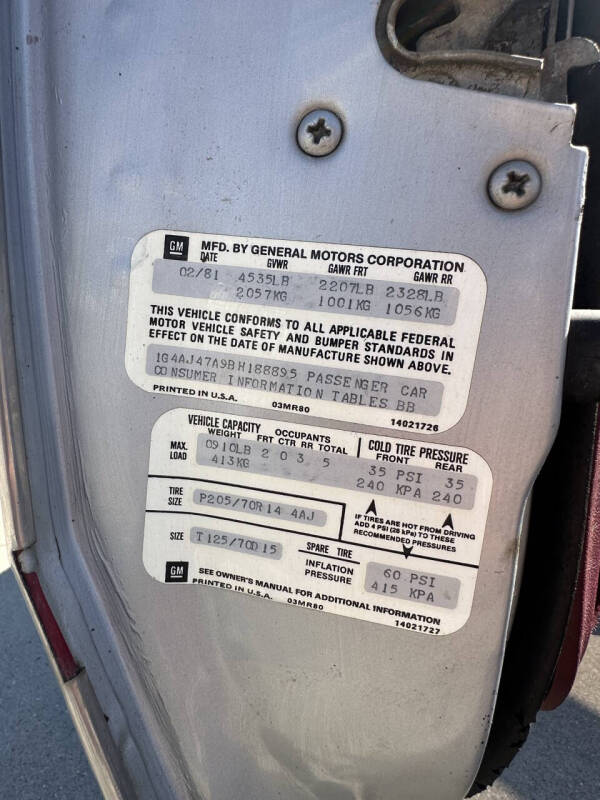 GM MFD. BY GENERAL MOTORS CORPORATION
DATE GVWR GAWR FRT GAWR RR
02/81 4535LB 2207LB 2328LB
2057KG 1001KG 1056KG
THIS VEHICLE CONFORMS TO ALL APPLICABLE FEDERAL
MOTOR VEHICLE SAFETY AND BUMPER STANDARDS IN
EFFECT ON THE DATE OF MANUFACTURE SHOWN ABOVE.
1G4AJ47A9BH188895 PASSENGER CAR
CONSUMER INFORMATION TABLES BB
PRINTED IN U.S.A. 03MR80 14021726
VEHICLE CAPACITY OCCUPANTS COLD TIRE PRESSURE
WEIGHT FRT CTR RR TOTAL FRONT REAR
MAX. LOAD 0910LB 2 0 3 5 35 PSI 35
413KG 240 KPA 240
TIRE SIZE P205/70R14 4AJ
IF TIRES ARE HOT FROM DRIVING
ADD 4 PSI (28 kPa) TO THESE
RECOMMENDED PRESSURES
SIZE T125/70D15 SPARE TIRE
INFLATION PRESSURE 60 PSI
415 KPA
GM SEE OWNER'S MANUAL FOR ADDITIONAL INFORMATION
PRINTED IN U.S.A. 03MR80 14021727